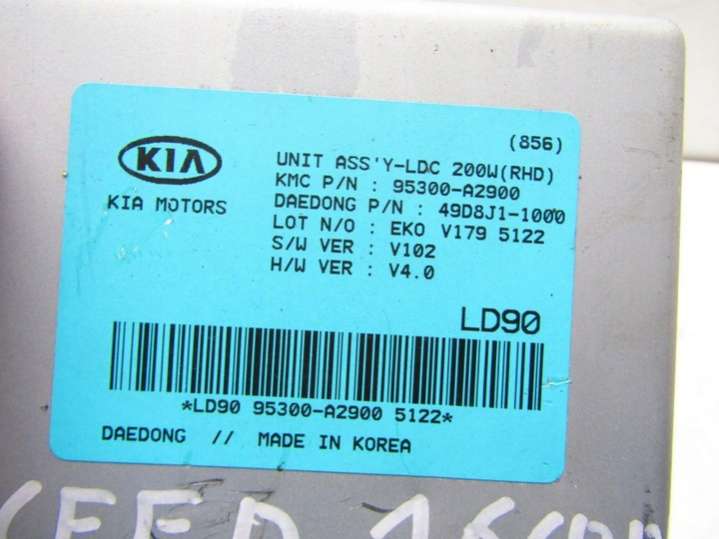 (856)
KIA
KIA MOTORS
UNIT ASS'Y-LDC 200W(RHD)
KMC P/N : 95300-A2900
DAEDONG P/N : 49D8J1-1000
LOT N/O : EKO V179 5122
S/W VER : V102
H/W VER : V4.0
LD90
*LD90 95300-A2900 5122*
DAEDONG // MADE IN KOREA